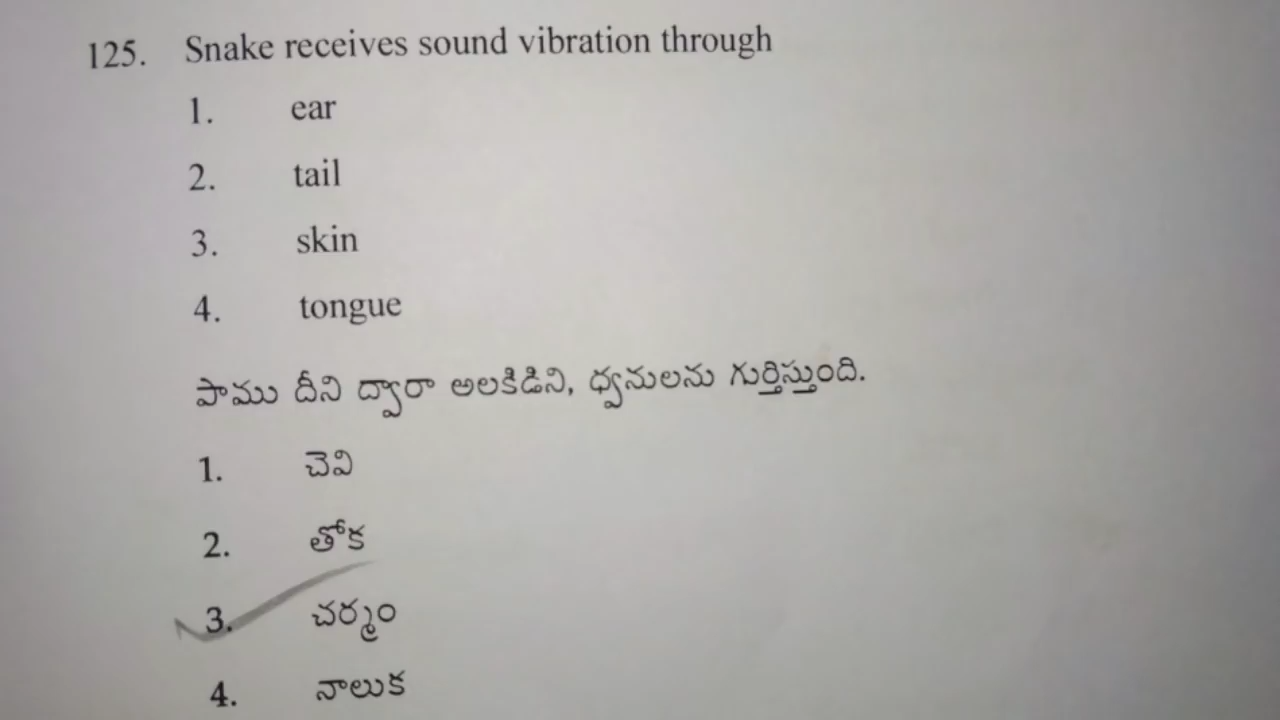 125. Snake receives sound vibration through
1. ear
2. tail
3. skin
4. tongue
పాము దీని ద్వారా అలకిడిని, ధ్వనులను గుర్తిస్తుంది.
1. చెవి
2. తోక
3. చర్మం
4. నాలుక